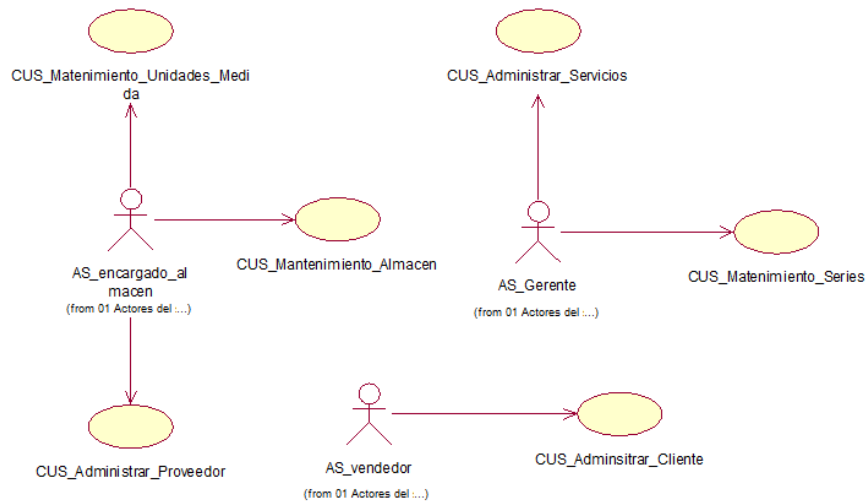 CUS_Matenimiento_Unidades_Medi
da
CUS_Administrar_Servicios
AS_encargado_al
macen
(from 01 Actores del :...)
CUS_Mantenimiento_Almacen
AS_Gerente
(from 01 Actores del :...)
CUS_Matenimiento_Series
CUS_Administrar_Proveedor
AS_vendedor
(from 01 Actores del :...)
CUS_Adminsitrar_Cliente